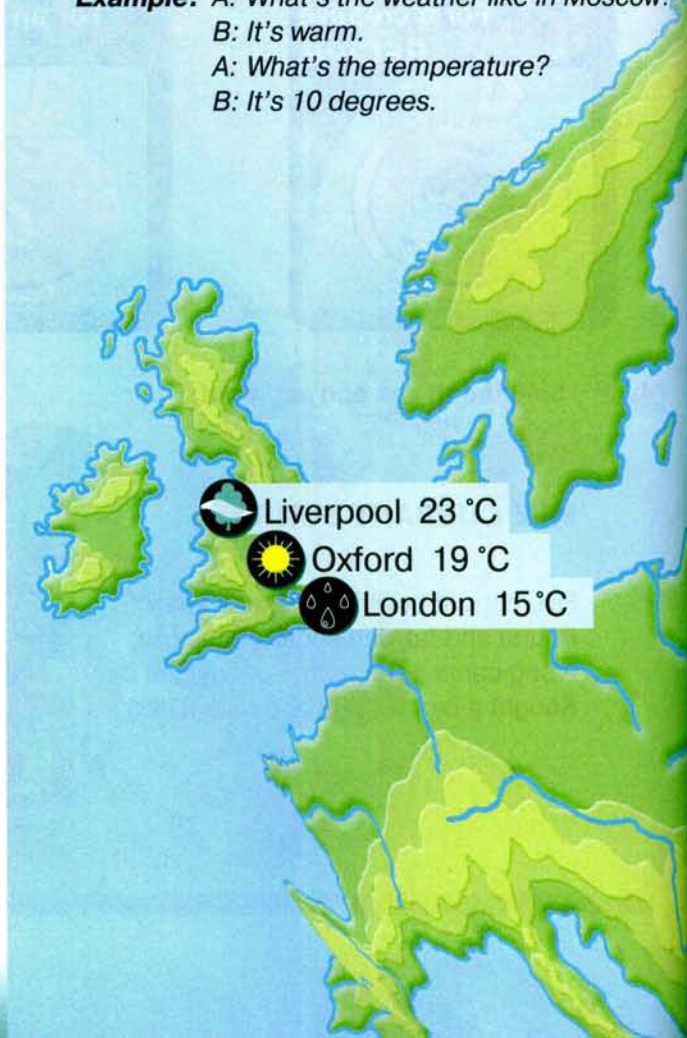 Example: A: What's the weather like in Moscow?
B: It's warm.
A: What's the temperature?
B: It's 10 degrees.
Liverpool 23 °C
Oxford 19 °C
London 15 °C